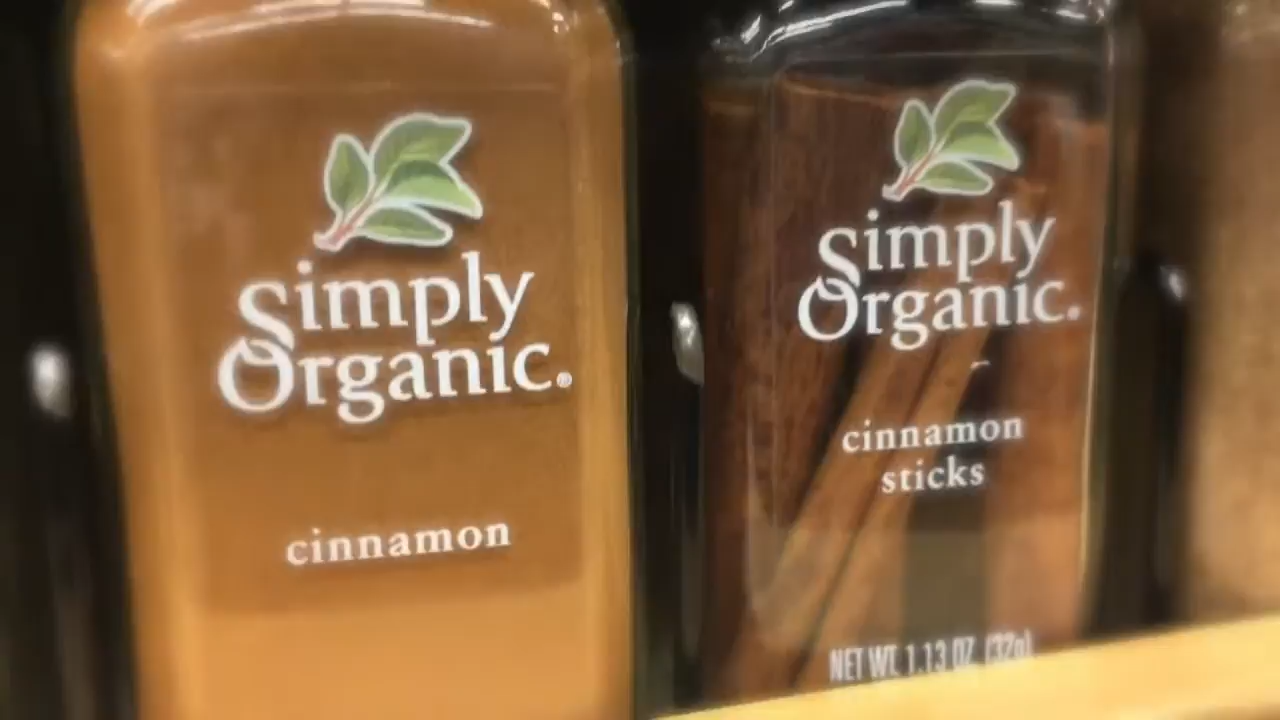 Simply
Organic.®
cinnamon
Simply
Organic.
cinnamon
sticks
NET WT. 1.13 OZ. (32g)